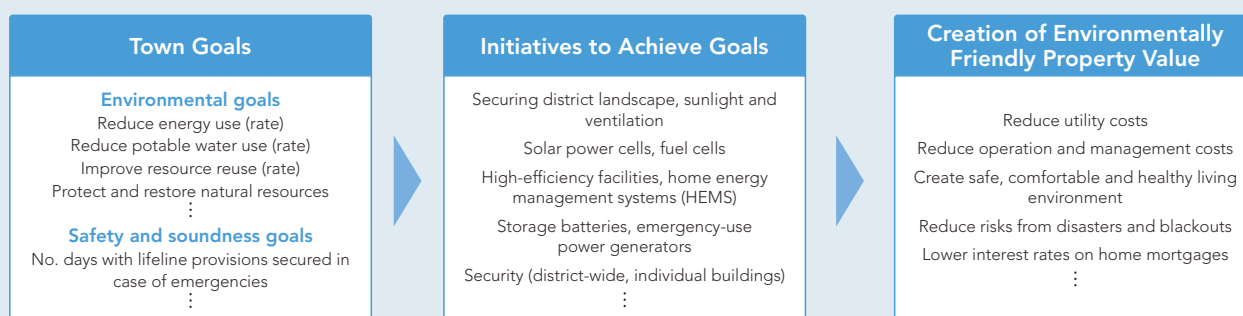 Town Goals
Environmental goals
Reduce energy use (rate)
Reduce potable water use (rate)
Improve resource reuse (rate)
Protect and restore natural resources
⋮
Safety and soundness goals
No. days with lifeline provisions secured in
case of emergencies
⋮
Initiatives to Achieve Goals
Securing district landscape, sunlight and
ventilation
Solar power cells, fuel cells
High-efficiency facilities, home energy
management systems (HEMS)
Storage batteries, emergency-use
power generators
Security (district-wide, individual buildings)
⋮
Creation of Environmentally
Friendly Property Value
Reduce utility costs
Reduce operation and management costs
Create safe, comfortable and healthy living
environment
Reduce risks from disasters and blackouts
Lower interest rates on home mortgages
⋮